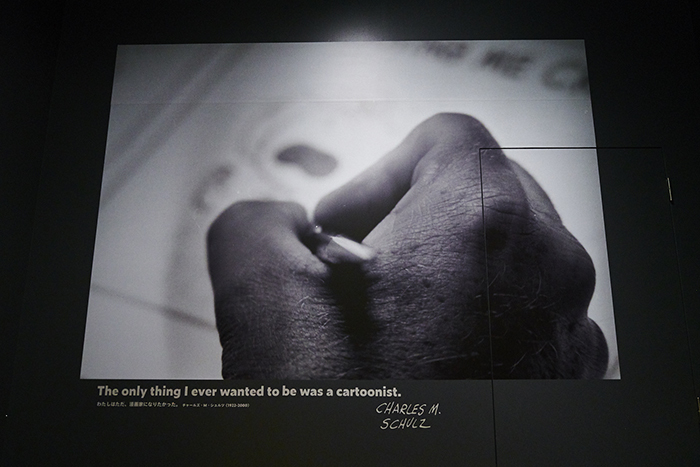 WE
The only thing I ever wanted to be was a cartoonist.
わたしはただ、漫画家になりたかった。 チャールズ・M・シュルツ (1922-2000)
CHARLES M.
SCHULZ